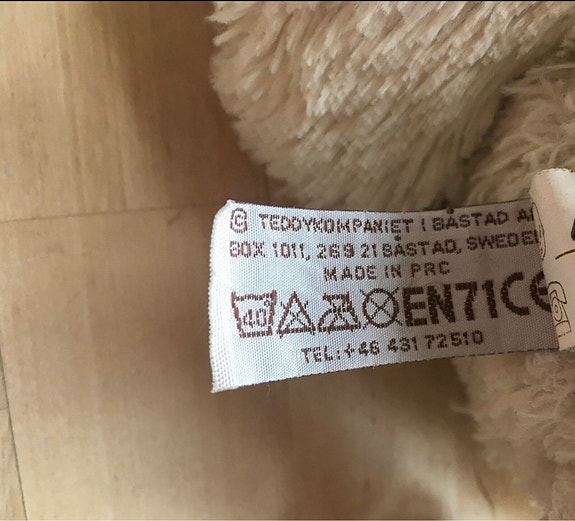 © TEDDYKOMPANIET I BÅSTAD AB
BOX 1011, 269 21 BÅSTAD, SWEDEN
MADE IN PRC
40 EN71 CE
TEL.:+46 431 72510